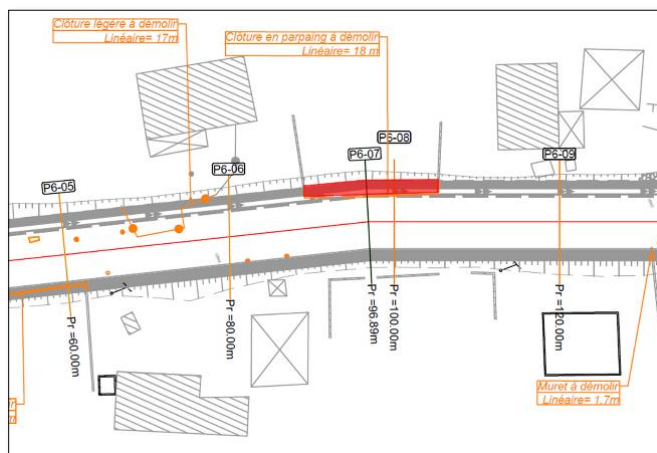 Clôture légère à démolir
Linéaire= 17m
Clôture en parpaing à démolir
Linéaire= 18 m
P6-05
P6-06
P6-07
P6-08
P6-09
Pr =60.00m
Pr =80.00m
Pr =96.89m
Pr =100.00m
Pr =120.00m
Muret à démolir
Linéaire= 1.7m